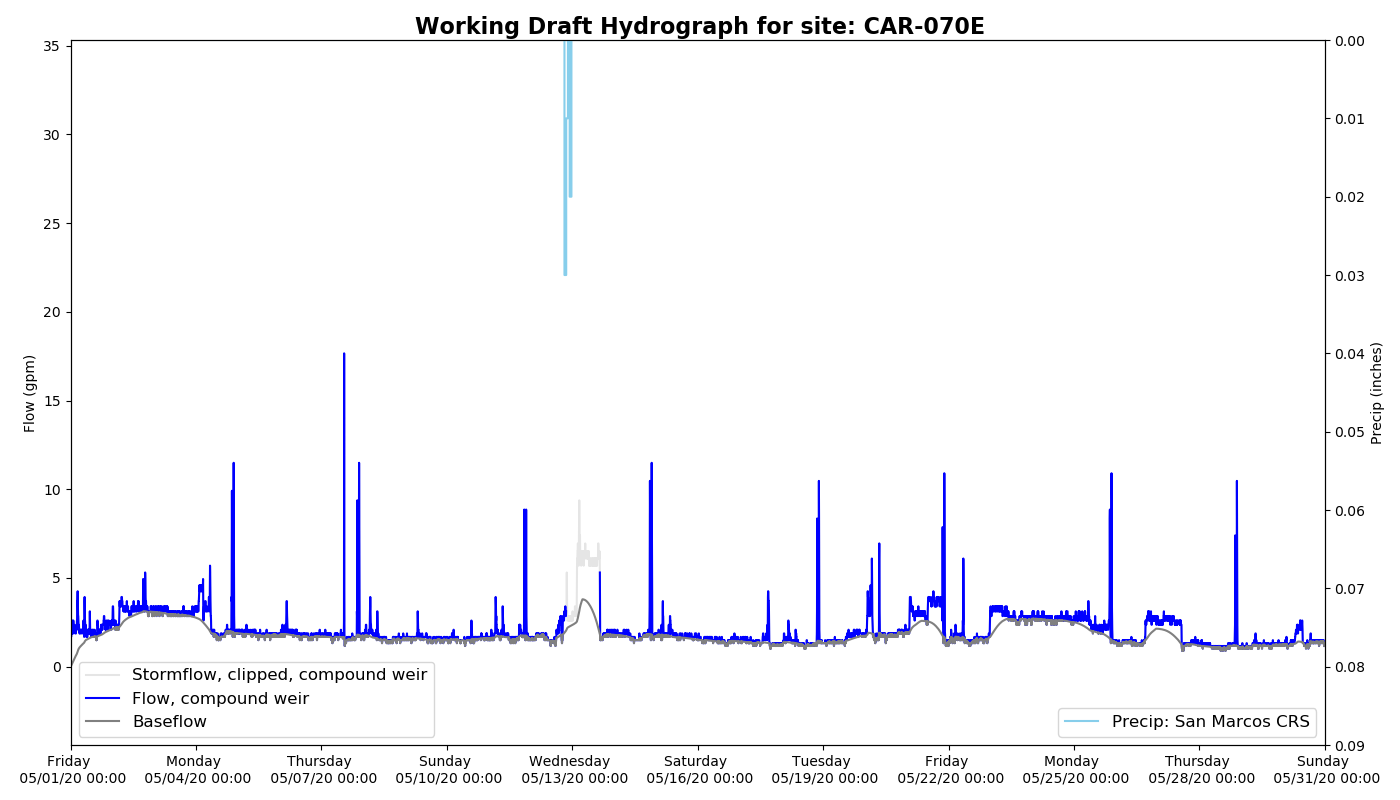 Working Draft Hydrograph for site: CAR-070E
35
30
25
20
15
10
5
0
Flow (gpm)
0.00
0.01
0.02
0.03
0.04
0.05
0.06
0.07
0.08
0.09
Precip (inches)
Stormflow, clipped, compound weir
Flow, compound weir
Baseflow
Precip: San Marcos CRS
Friday
05/01/20 00:00
Monday
05/04/20 00:00
Thursday
05/07/20 00:00
Sunday
05/10/20 00:00
Wednesday
05/13/20 00:00
Saturday
05/16/20 00:00
Tuesday
05/19/20 00:00
Friday
05/22/20 00:00
Monday
05/25/20 00:00
Thursday
05/28/20 00:00
Sunday
05/31/20 00:00